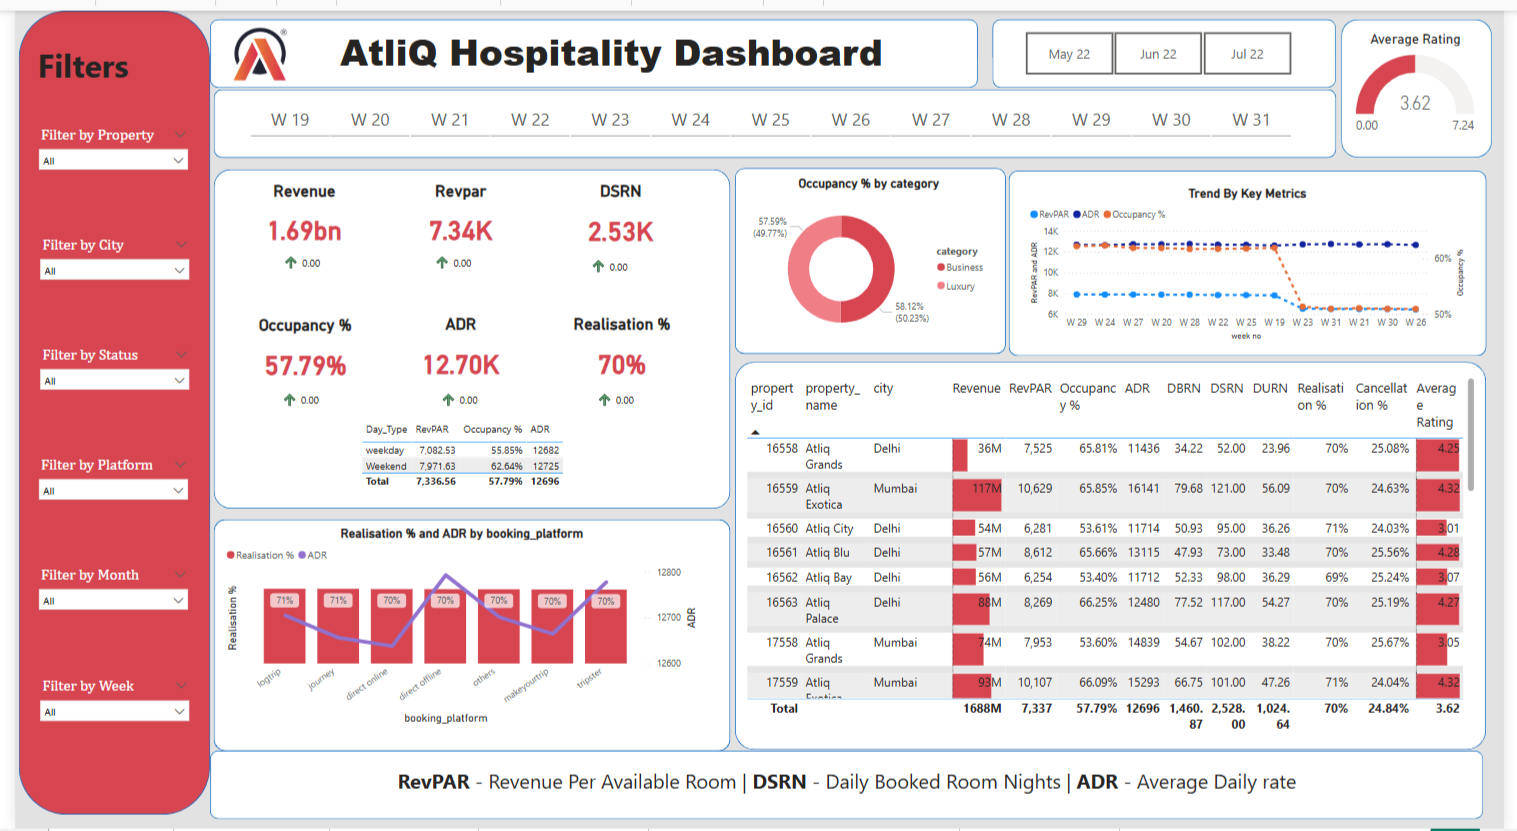 Filters
Filter by Property
All
Filter by City
All
Filter by Status
All
Filter by Platform
All
Filter by Month
All
Filter by Week
All
®
AtliQ Hospitality Dashboard
May 22 Jun 22 Jul 22
Average Rating
3.62
0.00 7.24
W 19 W 20 W 21 W 22 W 23 W 24 W 25 W 26 W 27 W 28 W 29 W 30 W 31
Revenue Revpar DSRN
1.69bn 7.34K 2.53K
0.00 0.00 0.00
Occupancy % ADR Realisation %
57.79% 12.70K 70%
0.00 0.00 0.00
Day_Type RevPAR Occupancy % ADR
weekday 7,082.53 55.85% 12682
Weekend 7,971.63 62.64% 12725
Total 7,336.56 57.79% 12696
Occupancy % by category
57.59%
(49.77%)
category
Business
Luxury
58.12%
(50.23%)
Trend By Key Metrics
RevPAR ADR Occupancy %
RevPAR and ADR
14K
12K
10K
8K
6K
60%
50%
Occupancy %
W 29 W 24 W 27 W 20 W 28 W 22 W 25 W 19 W 23 W 31 W 21 W 30 W 26
week no
Realisation % and ADR by booking_platform
Realisation % ADR
Realisation %
71% 71% 70% 70% 70% 70% 70%
12800
12700
12600
ADR
logtrip journey direct online direct offline others makeyourtrip tripster
booking_platform
propert property_ city Revenue RevPAR Occupanc ADR DBRN DSRN DURN Realisati Cancellat Averag
y_id name y % on % ion % e
Rating
16558 Atliq Delhi 36M 7,525 65.81% 11436 34.22 52.00 23.96 70% 25.08% 4.25
Grands
16559 Atliq Mumbai 117M 10,629 65.85% 16141 79.68 121.00 56.09 70% 24.63% 4.32
Exotica
16560 Atliq City Delhi 54M 6,281 53.61% 11714 50.93 95.00 36.26 71% 24.03% 3.01
16561 Atliq Blu Delhi 57M 8,612 65.66% 13115 47.93 73.00 33.48 70% 25.56% 4.28
16562 Atliq Bay Delhi 56M 6,254 53.40% 11712 52.33 98.00 36.29 69% 25.24% 3.07
16563 Atliq Delhi 88M 8,269 66.25% 12480 77.52 117.00 54.27 70% 25.19% 4.27
Palace
17558 Atliq Mumbai 74M 7,953 53.60% 14839 54.67 102.00 38.22 70% 25.67% 3.05
Grands
17559 Atliq Mumbai 93M 10,107 66.09% 15293 66.75 101.00 47.26 71% 24.04% 4.32
Exotica
Total 1688M 7,337 57.79% 12696 1,460. 2,528. 1,024. 70% 24.84% 3.62
87 00 64
RevPAR - Revenue Per Available Room | DSRN - Daily Booked Room Nights | ADR - Average Daily rate